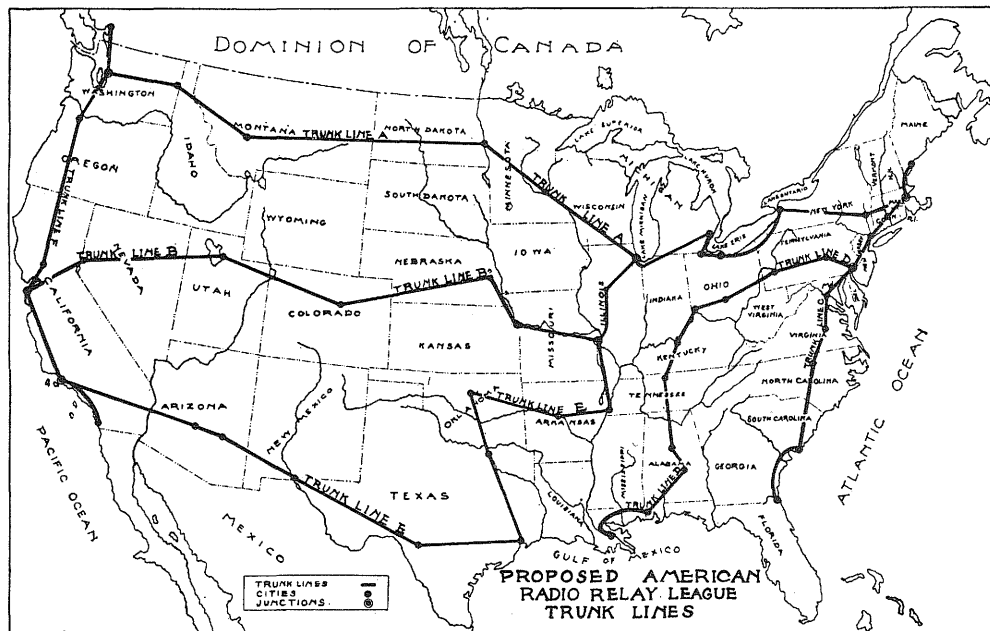 DOMINION OF CANADA
WASHINGTON
MONTANA TRUNK LINE A NORTH DAKOTA
OREGON
IDAHO
TRUNK LINE F
SOUTH DAKOTA
MINNESOTA
LAKE SUPERIOR
MICHIGAN
LAKE HURON
LAKE MICHIGAN
WISCONSIN
TRUNK LINE A
LAKE ONTARIO
LAKE ERIE
NEW YORK
VERMONT
MAINE
CONN.
PENNSYLVANIA
WYOMING
IOWA
NEBRASKA
TRUNK LINE B
NEVADA
UTAH
TRUNK LINE B
COLORADO
CALIFORNIA
KANSAS
MISSOURI
ILLINOIS
INDIANA
OHIO
TRUNK LINE D
WEST VIRGINIA
VIRGINIA
TRUNK LINE C
KENTUCKY
TENNESSEE
NORTH CAROLINA
SOUTH CAROLINA
ARIZONA
NEW MEXICO
OKLAHOMA
TRUNK LINE E
ARKANSAS
MISSISSIPPI
ALABAMA
GEORGIA
TEXAS
LOUISIANA
TRUNK LINE D
TRUNK LINE E
FLORIDA
PACIFIC OCEAN
MEXICO
GULF OF MEXICO
ATLANTIC OCEAN
TRUNK LINES
CITIES
JUNCTIONS
PROPOSED AMERICAN
RADIO RELAY LEAGUE
TRUNK LINES